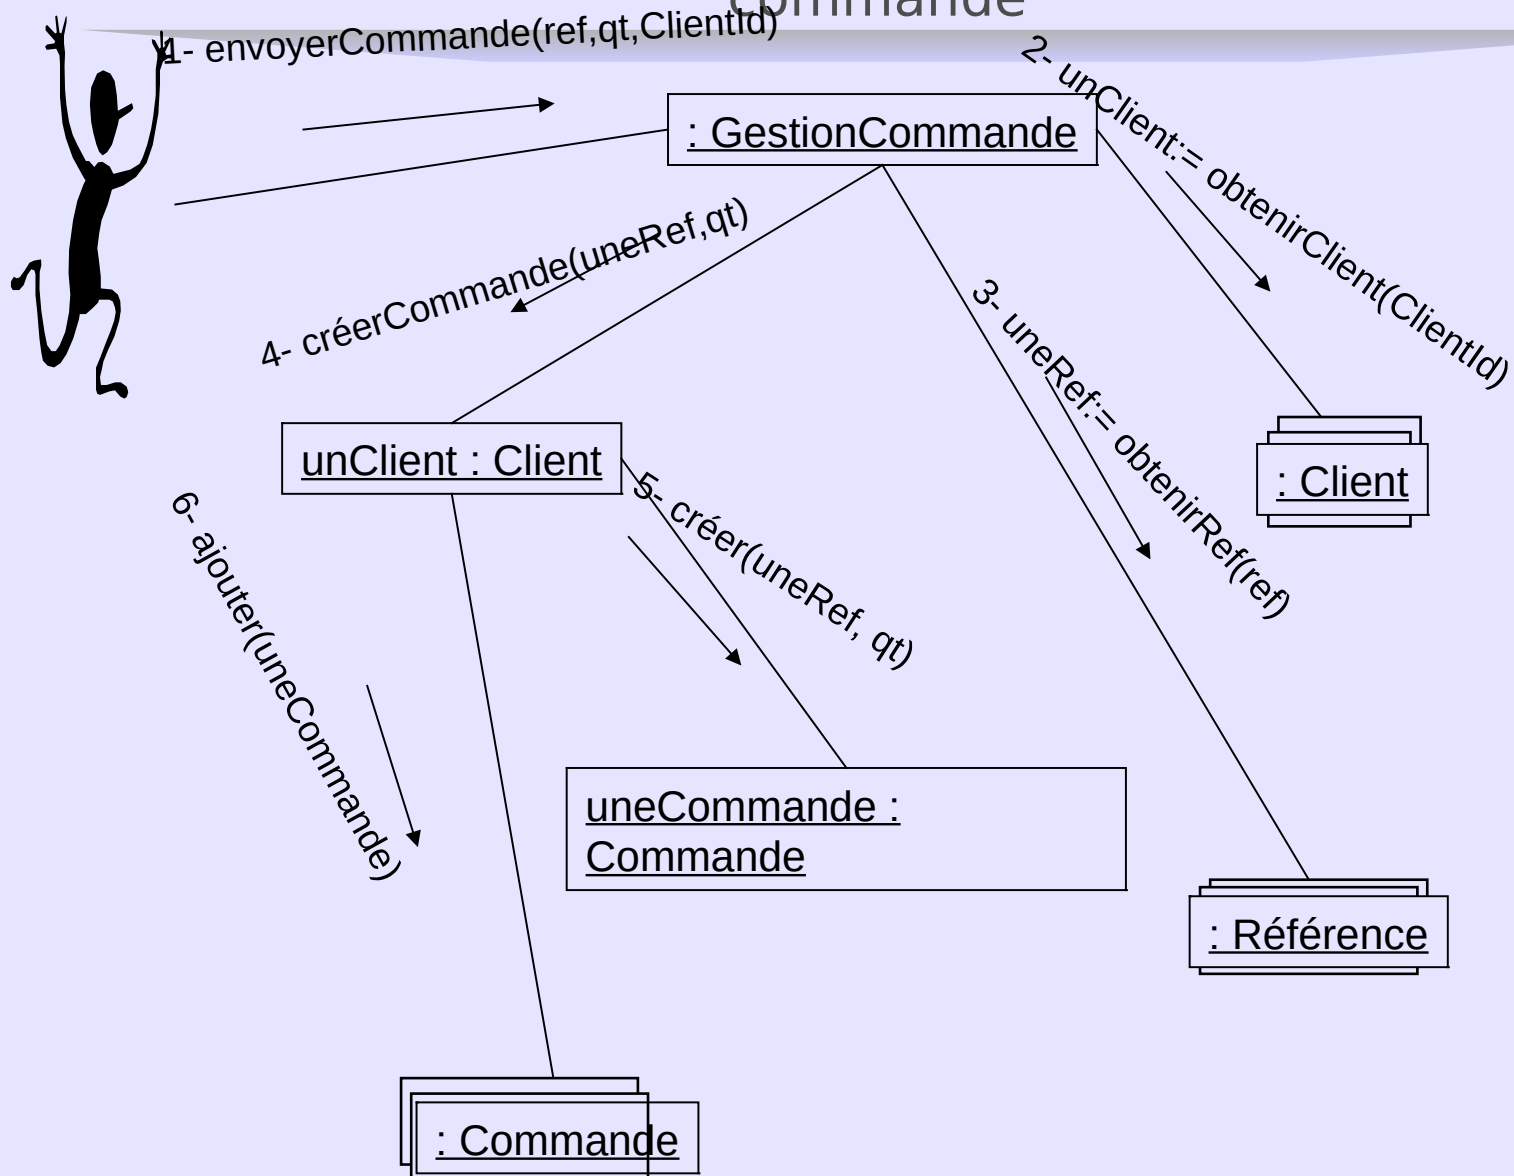 commande
1- envoyerCommande(ref,qt,ClientId)
2- unClient:= obtenirClient(ClientId)
: GestionCommande
4- créerCommande(uneRef,qt)
3- uneRef:= obtenirRef(ref)
unClient : Client
: Client
5- créer(uneRef, qt)
6- ajouter(uneCommande)
uneCommande :
Commande
: Référence
: Commande